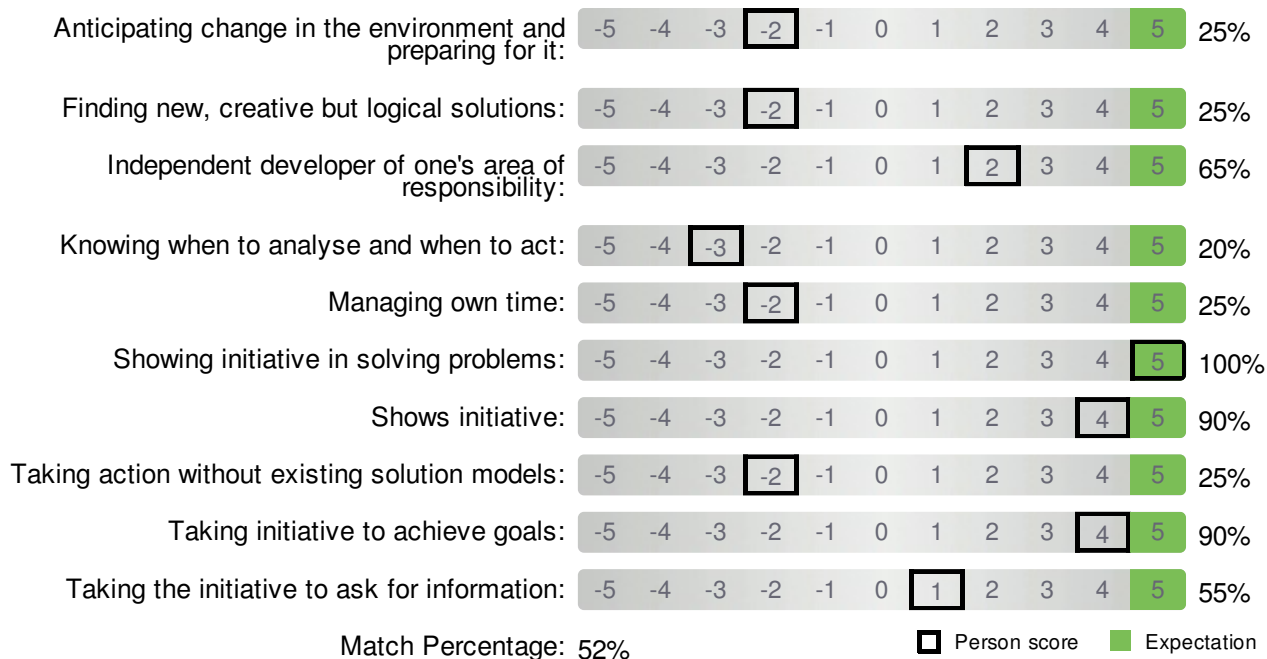 Anticipating change in the environment and
preparing for it:
-5 -4 -3 -2 -1 0 1 2 3 4 5 25%
Finding new, creative but logical solutions: -5 -4 -3 -2 -1 0 1 2 3 4 5 25%
Independent developer of one's area of
responsibility:
-5 -4 -3 -2 -1 0 1 2 3 4 5 65%
Knowing when to analyse and when to act: -5 -4 -3 -2 -1 0 1 2 3 4 5 20%
Managing own time: -5 -4 -3 -2 -1 0 1 2 3 4 5 25%
Showing initiative in solving problems: -5 -4 -3 -2 -1 0 1 2 3 4 5 100%
Shows initiative: -5 -4 -3 -2 -1 0 1 2 3 4 5 90%
Taking action without existing solution models: -5 -4 -3 -2 -1 0 1 2 3 4 5 25%
Taking initiative to achieve goals: -5 -4 -3 -2 -1 0 1 2 3 4 5 90%
Taking the initiative to ask for information: -5 -4 -3 -2 -1 0 1 2 3 4 5 55%
Match Percentage: 52% Person score Expectation